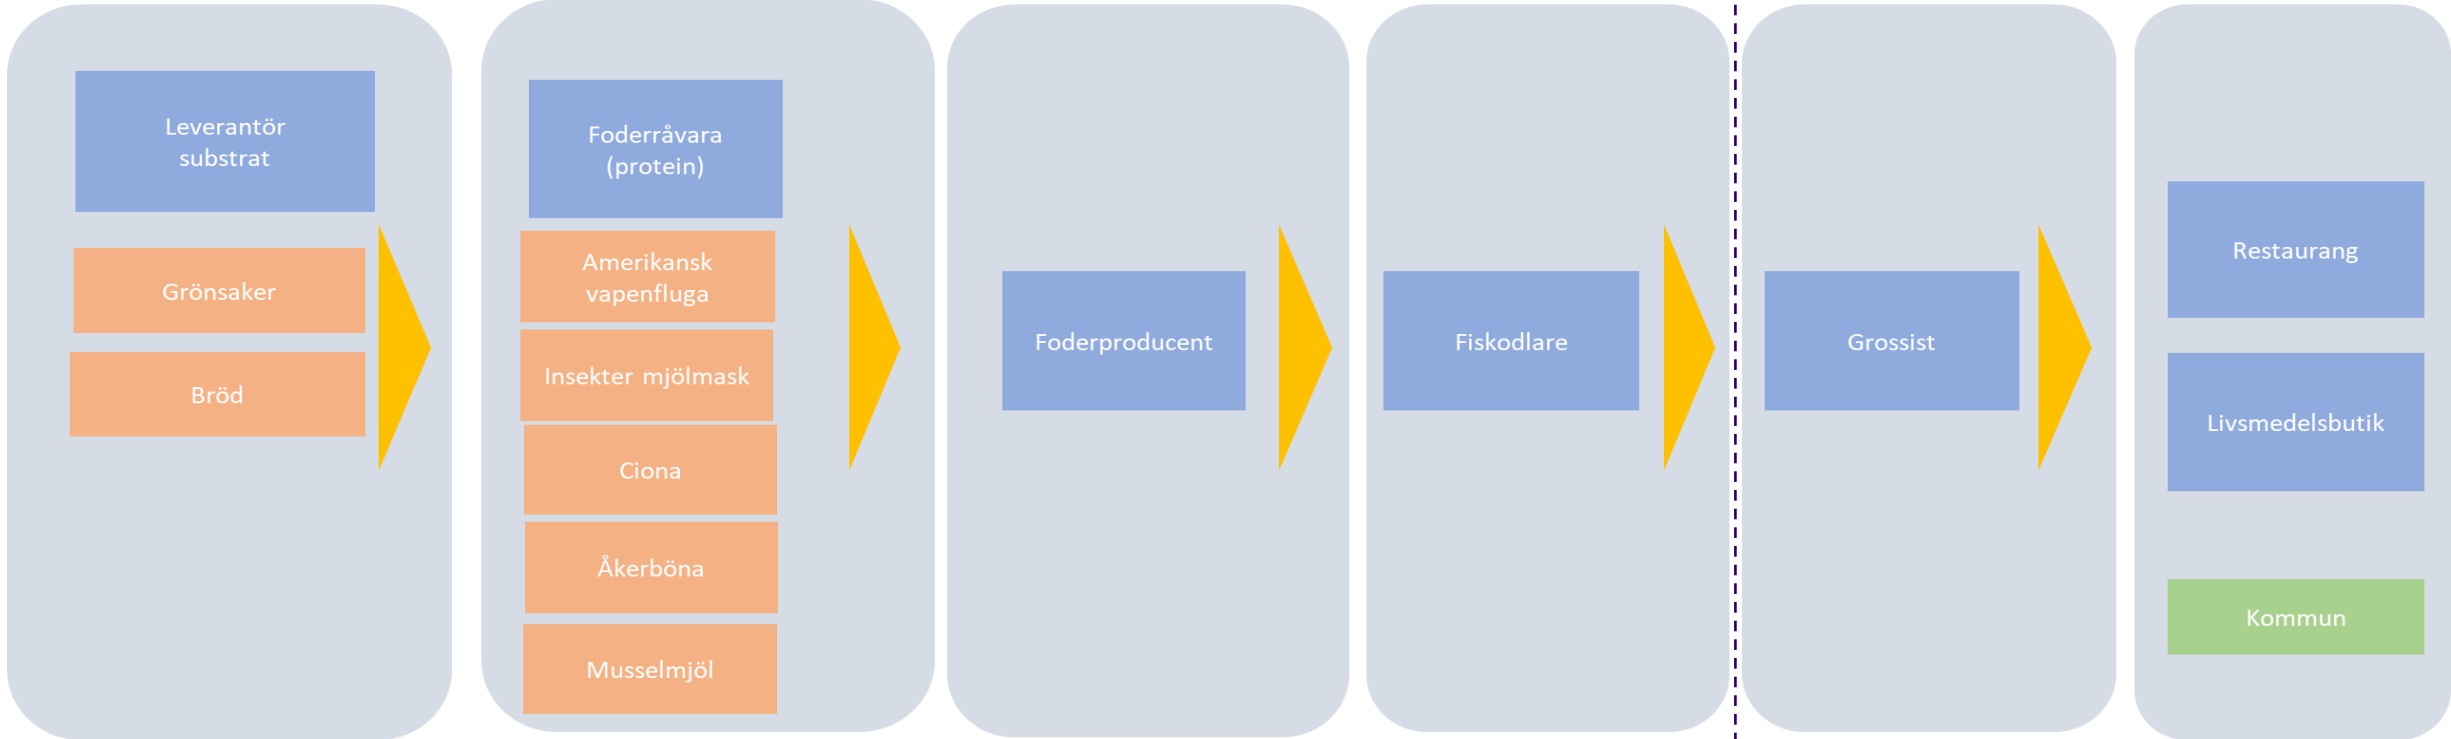 Leverantör
substrat
Grönsaker
Bröd
Foderråvara
(protein)
Amerikansk
vapenfluga
Insekter mjölmask
Ciona
Åkerböna
Musselmjöl
Foderproducent
Fiskodlare
Grossist
Restaurang
Livsmedelsbutik
Kommun